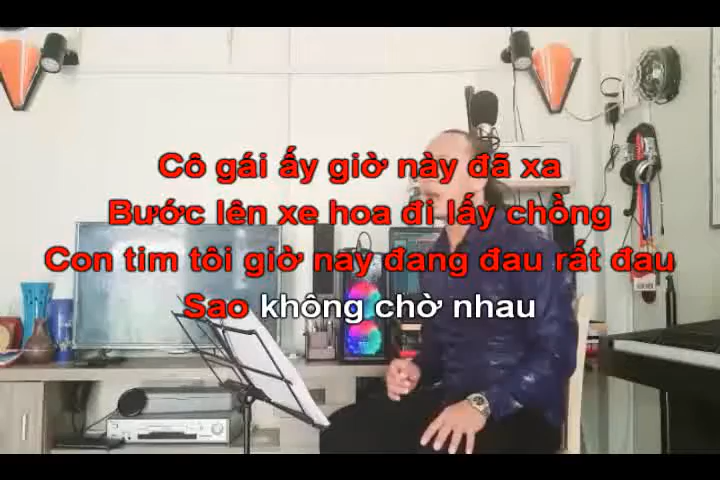 Cô gái ấy giờ này đã xa
Bước lên xe hoa đi lấy chồng
Con tim tôi giờ này đang đau rất đau
Sao không chờ nhau